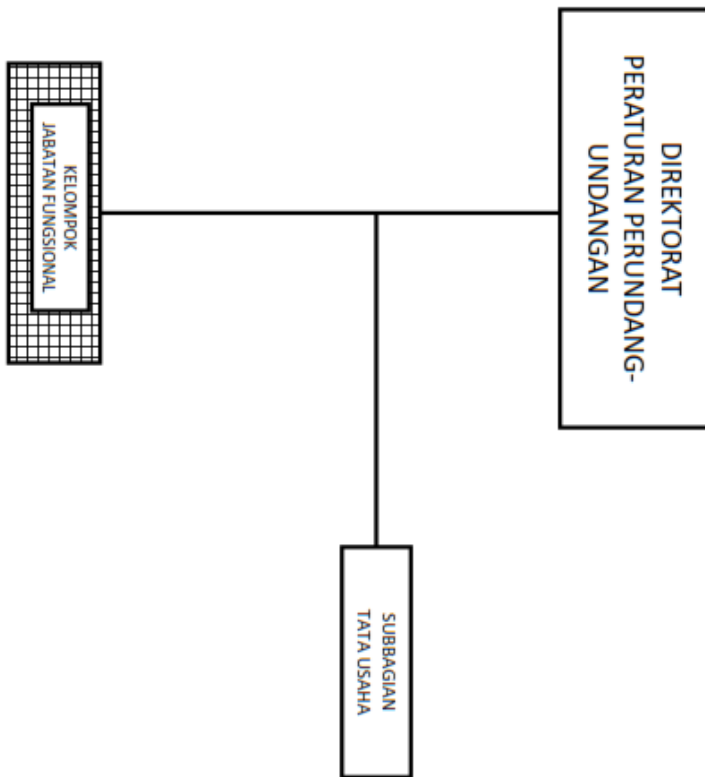 DIREKTORAT
PERATURAN PERUNDANG-
UNDANGAN
SUBBAGIAN
TATA USAHA
KELOMPOK
JABATAN FUNGSIONAL